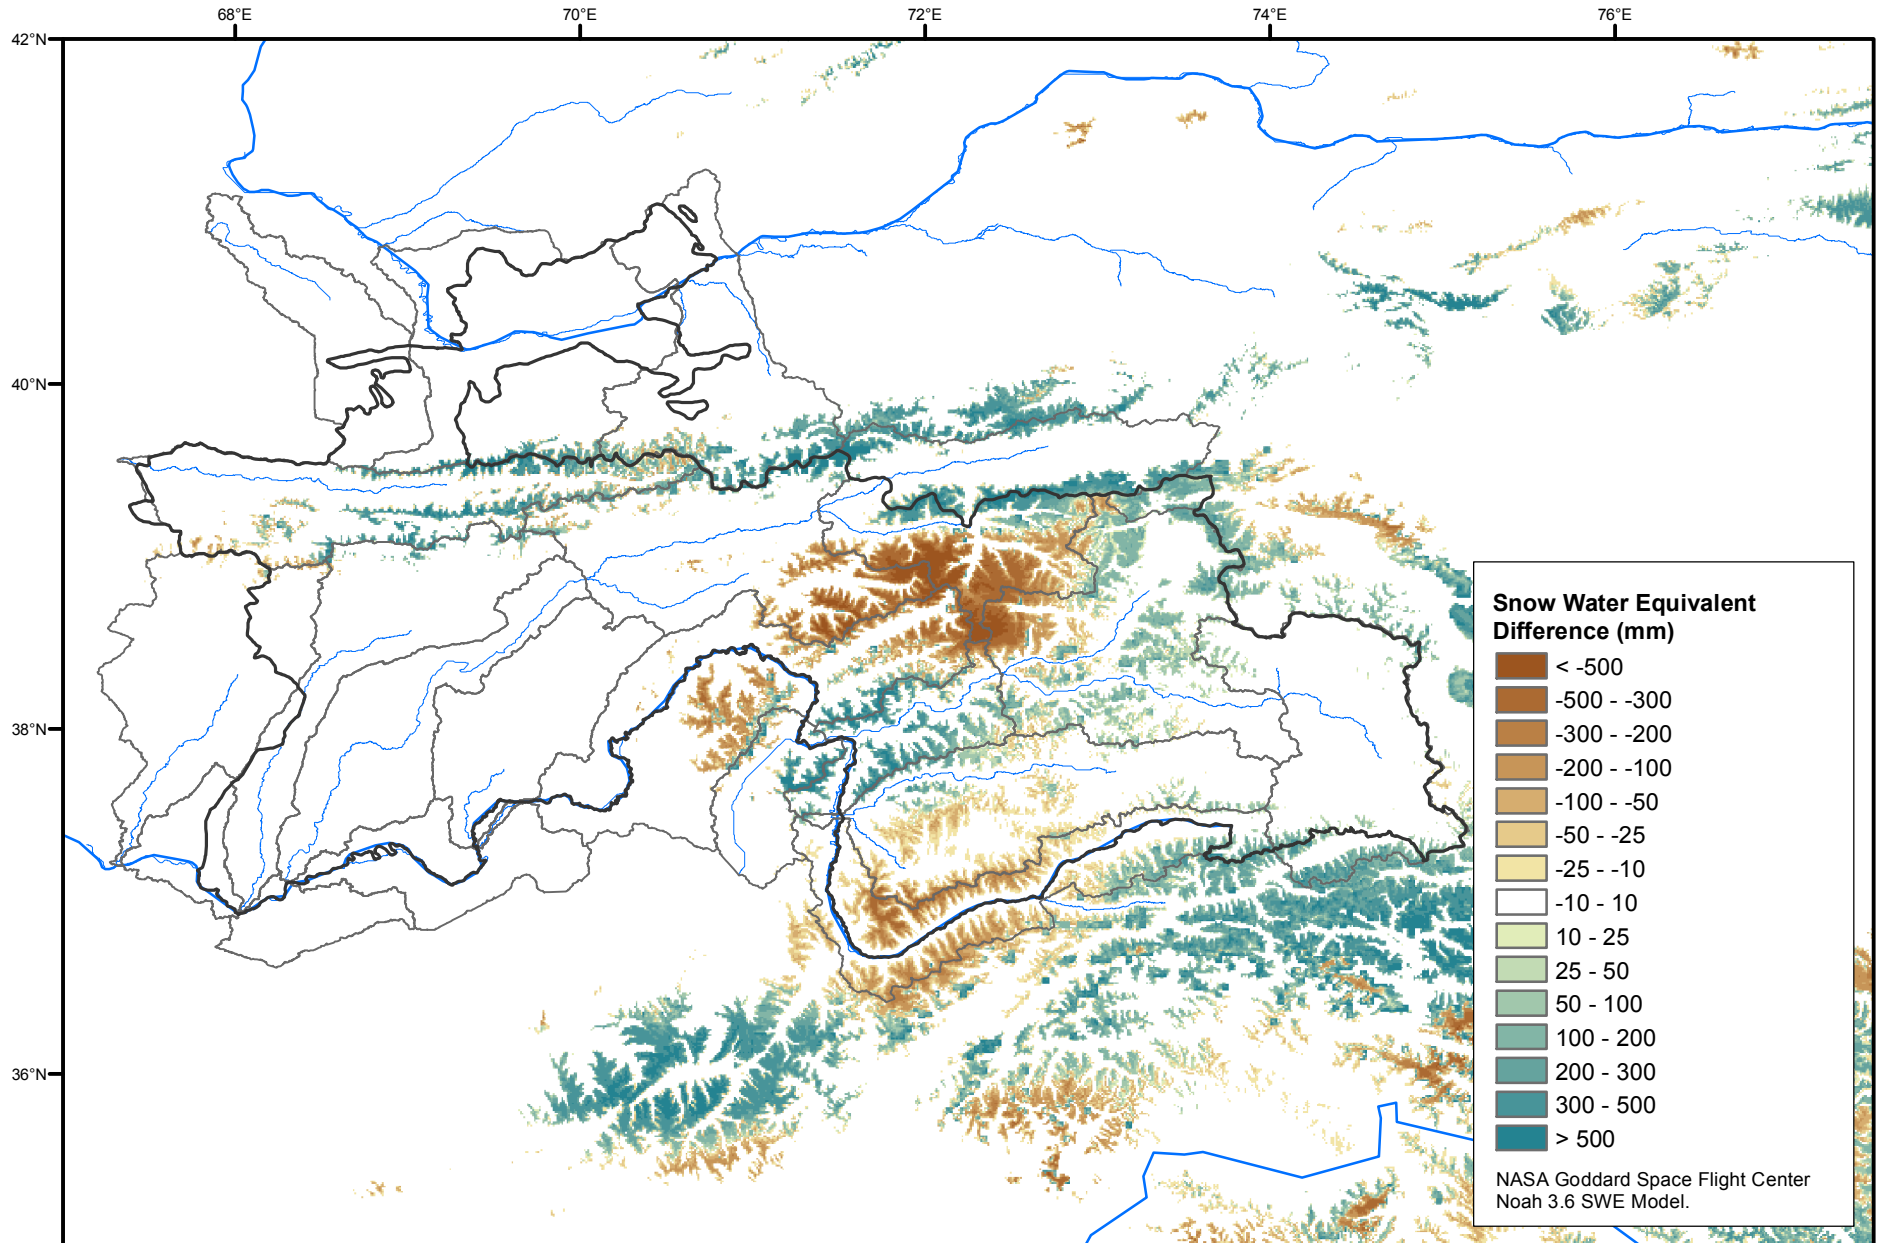 68°E 70°E 72°E 74°E 76°E
42°N
40°N
38°N
36°N
Snow Water Equivalent
Difference (mm)
< -500
-500 - -300
-300 - -200
-200 - -100
-100 - -50
-50 - -25
-25 - -10
-10 - 10
10 - 25
25 - 50
50 - 100
100 - 200
200 - 300
300 - 500
> 500
NASA Goddard Space Flight Center
Noah 3.6 SWE Model.